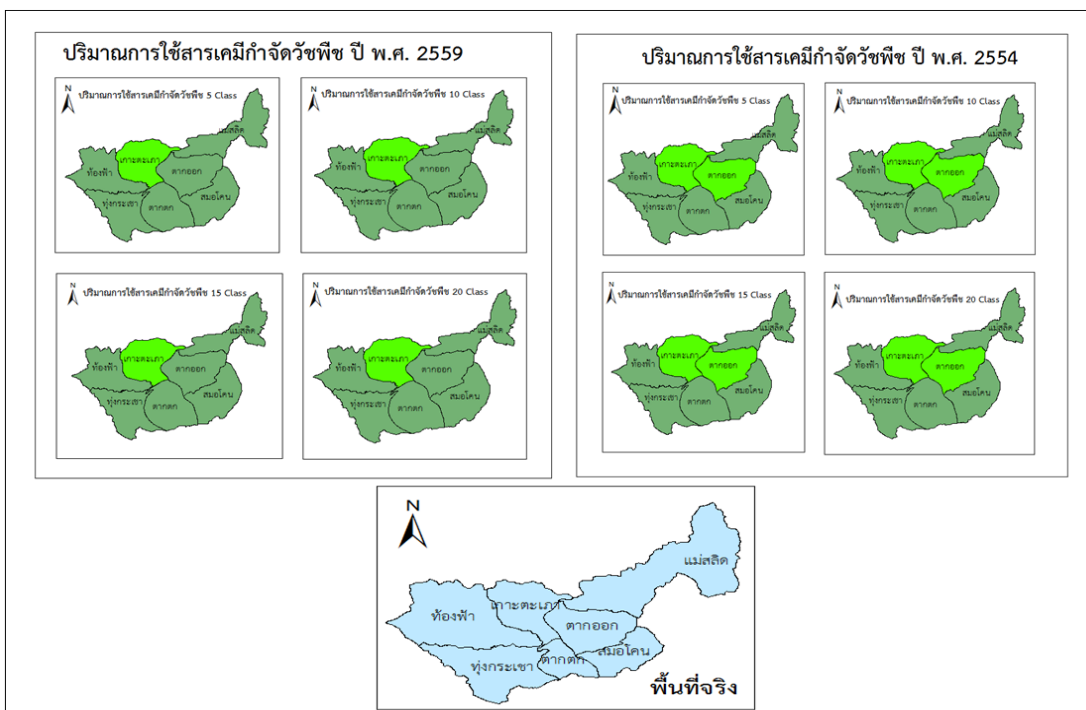 ปริมาณการใช้สารเคมีกำจัดวัชพืช ปี พ.ศ. 2559
N
ปริมาณการใช้สารเคมีกำจัดวัชพืช 5 Class
แม่สลิด
เกาะตะเภา
ท้องฟ้า
ตากออก
ทุ่งกระเชา
ตากตก
สมอโคน
N
ปริมาณการใช้สารเคมีกำจัดวัชพืช 10 Class
แม่สลิด
เกาะตะเภา
ท้องฟ้า
ตากออก
ทุ่งกระเชา
ตากตก
สมอโคน
N
ปริมาณการใช้สารเคมีกำจัดวัชพืช 15 Class
แม่สลิด
เกาะตะเภา
ท้องฟ้า
ตากออก
ทุ่งกระเชา
ตากตก
สมอโคน
N
ปริมาณการใช้สารเคมีกำจัดวัชพืช 20 Class
แม่สลิด
เกาะตะเภา
ท้องฟ้า
ตากออก
ทุ่งกระเชา
ตากตก
สมอโคน
ปริมาณการใช้สารเคมีกำจัดวัชพืช ปี พ.ศ. 2554
N
ปริมาณการใช้สารเคมีกำจัดวัชพืช 5 Class
แม่สลิด
เกาะตะเภา
ท้องฟ้า
ตากออก
ทุ่งกระเชา
ตากตก
สมอโคน
N
ปริมาณการใช้สารเคมีกำจัดวัชพืช 10 Class
แม่สลิด
เกาะตะเภา
ท้องฟ้า
ตากออก
ทุ่งกระเชา
ตากตก
สมอโคน
N
ปริมาณการใช้สารเคมีกำจัดวัชพืช 15 Class
แม่สลิด
เกาะตะเภา
ท้องฟ้า
ตากออก
ทุ่งกระเชา
ตากตก
สมอโคน
N
ปริมาณการใช้สารเคมีกำจัดวัชพืช 20 Class
แม่สลิด
เกาะตะเภา
ท้องฟ้า
ตากออก
ทุ่งกระเชา
ตากตก
สมอโคน
N
แม่สลิด
เกาะตะเภา
ท้องฟ้า
ตากออก
ทุ่งกระเชา
ตากตก
สมอโคน
พื้นที่จริง